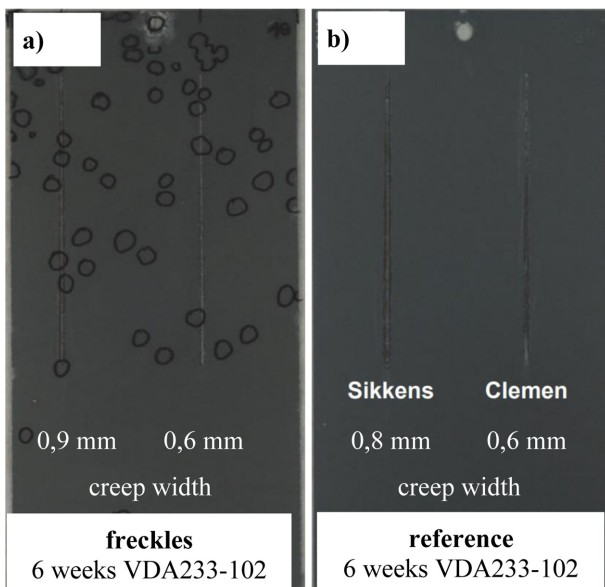 a)
0,9 mm 0,6 mm
creep width
freckles
6 weeks VDA233-102
b)
Sikkens Clemen
0,8 mm 0,6 mm
creep width
reference
6 weeks VDA233-102